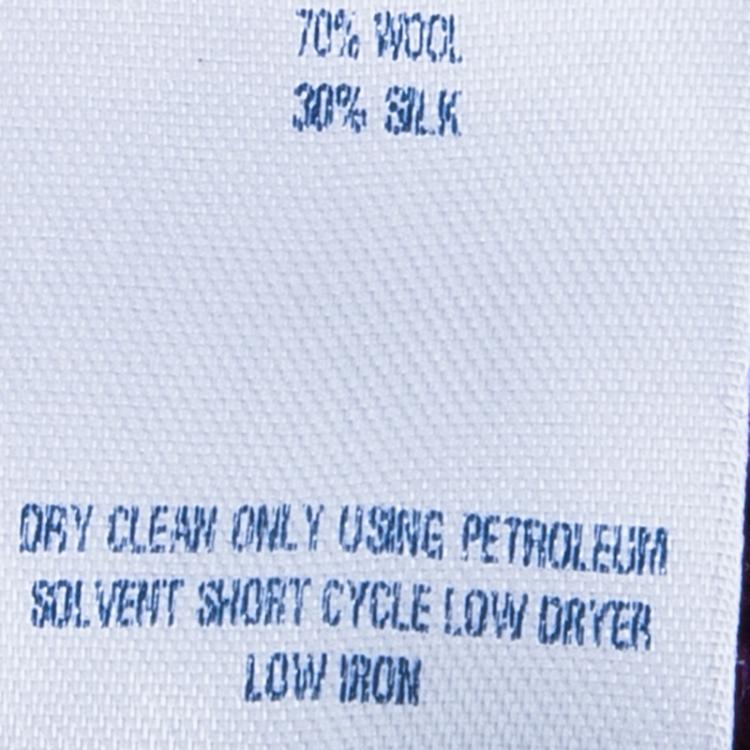 70% WOOL
30% SILK
DRY CLEAN ONLY USING PETROLEUM
SOLVENT SHORT CYCLE LOW DRYER
LOW IRON